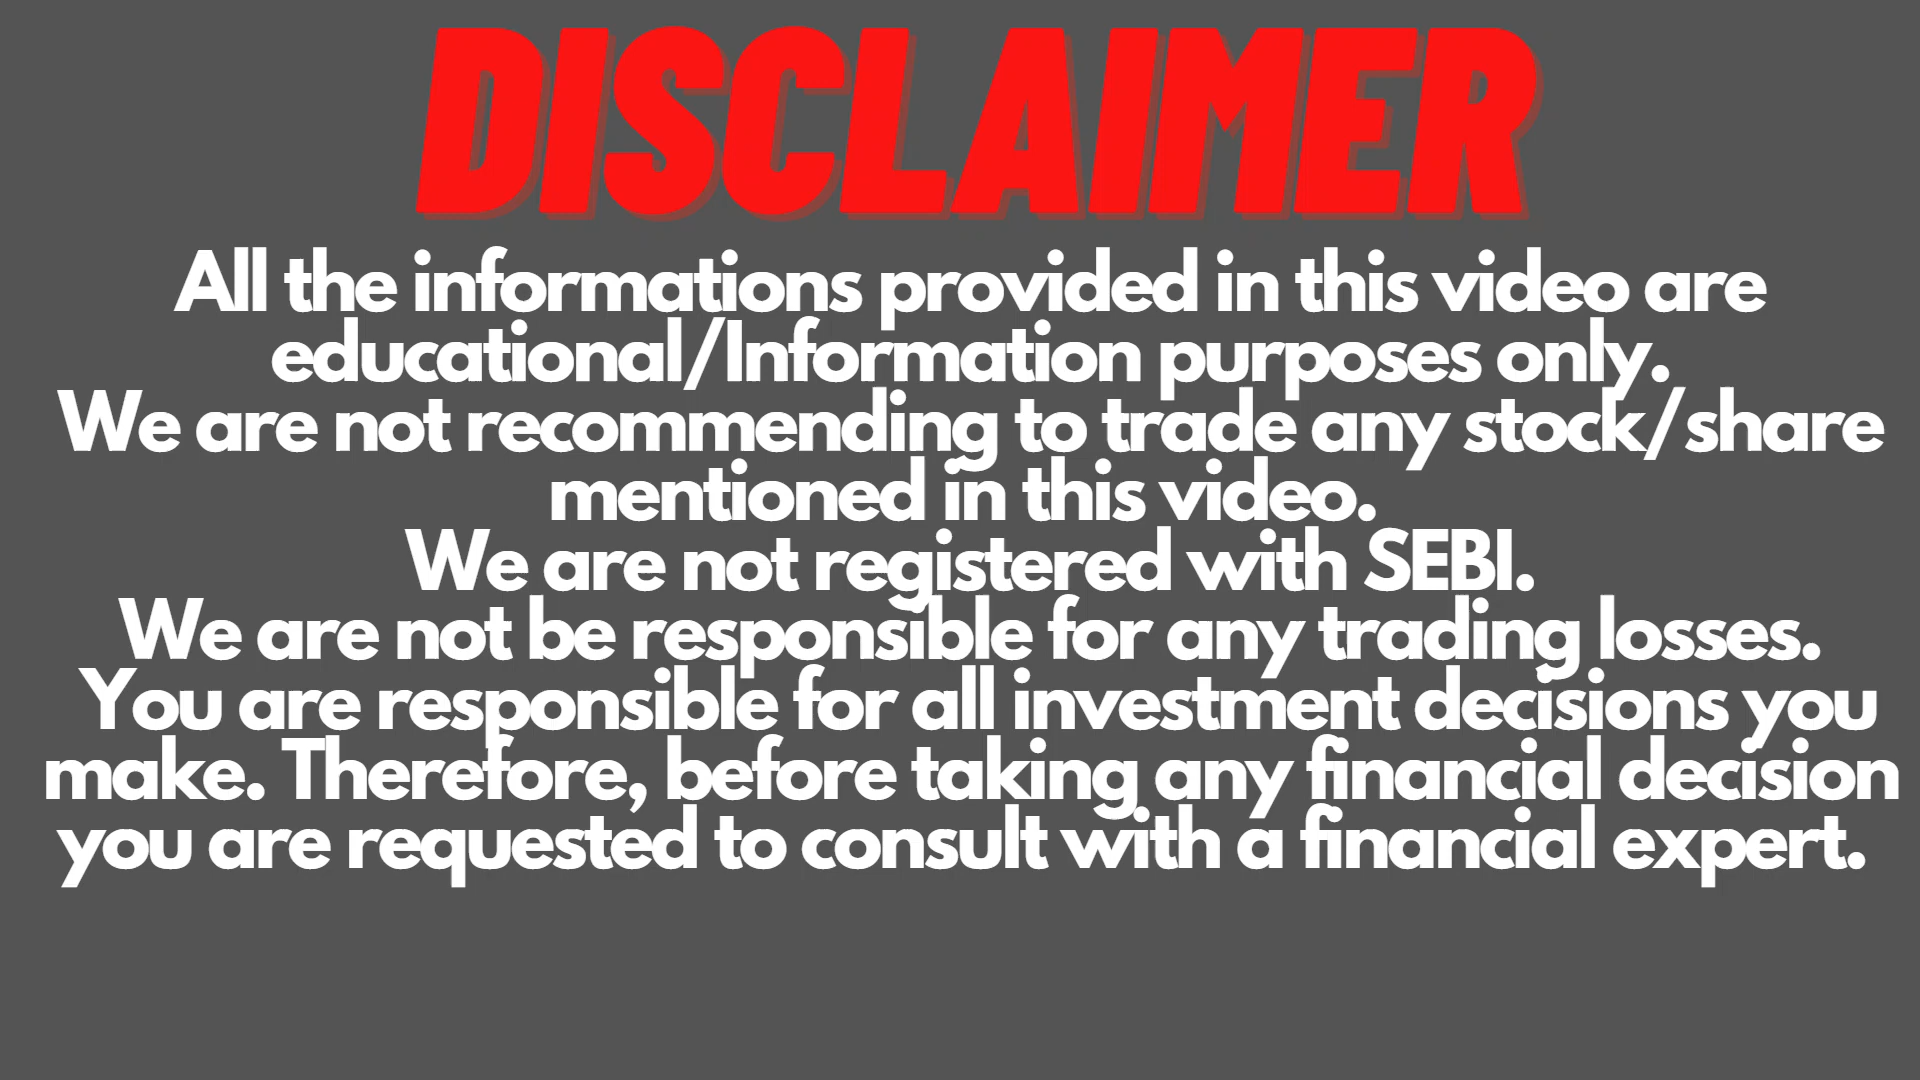 DISCLAIMER
All the informations provided in this video are
educational/Information purposes only.
We are not recommending to trade any stock/share
mentioned in this video.
We are not registered with SEBI.
We are not be responsible for any trading losses.
You are responsible for all investment decisions you
make. Therefore, before taking any financial decision
you are requested to consult with a financial expert.